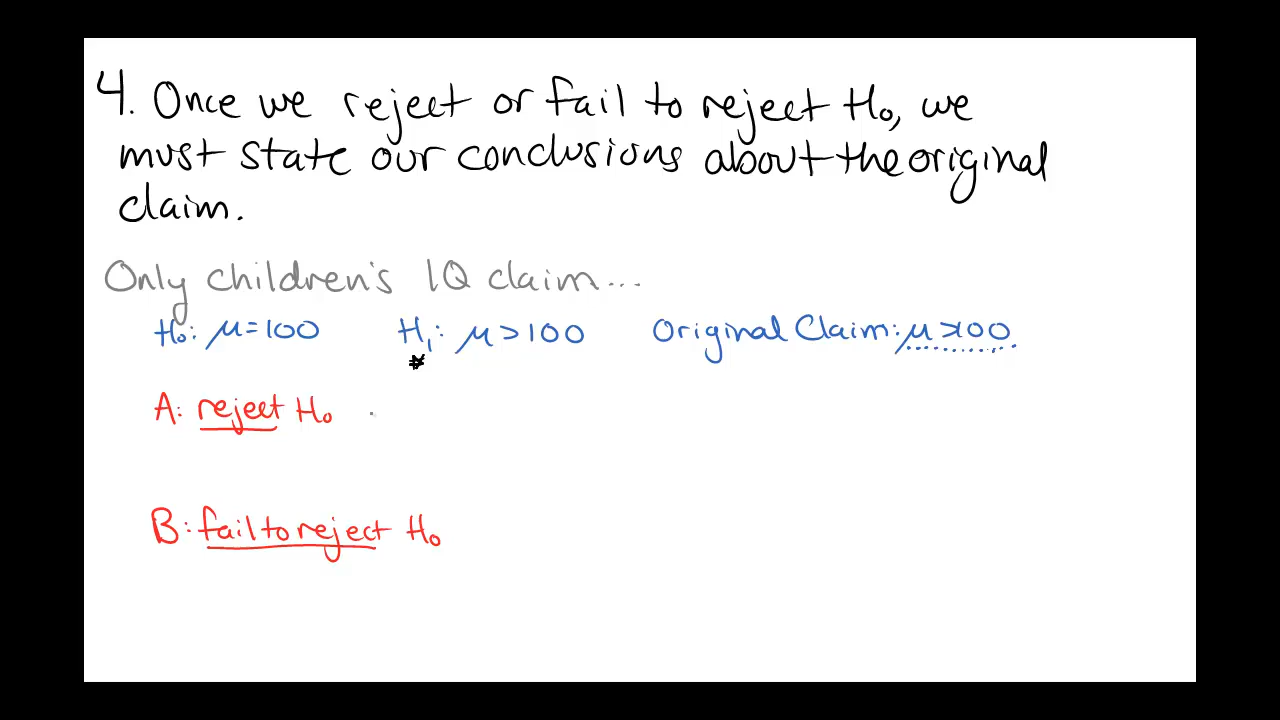 4. Once we reject or fail to reject H₀, we
must state our conclusions about the original
claim.
Only children's IQ claim...
H₀: μ=100 H₁: μ>100 Original Claim: μ>100
*
A: reject H₀
B: fail to reject H₀